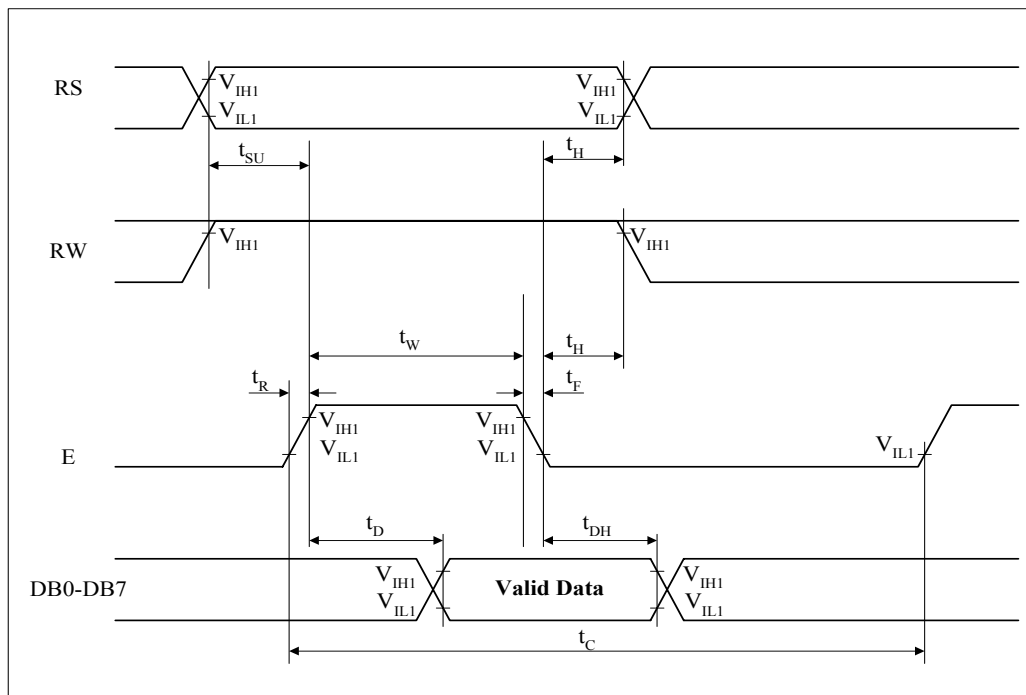 RS
V_IH1
V_IL1
V_IH1
V_IL1
t_SU
t_H
RW
V_IH1
V_IH1
t_W
t_H
t_R
t_F
E
V_IH1
V_IL1
V_IH1
V_IL1
V_IL1
t_D
t_DH
DB0-DB7
V_IH1
V_IL1
Valid Data
V_IH1
V_IL1
t_C